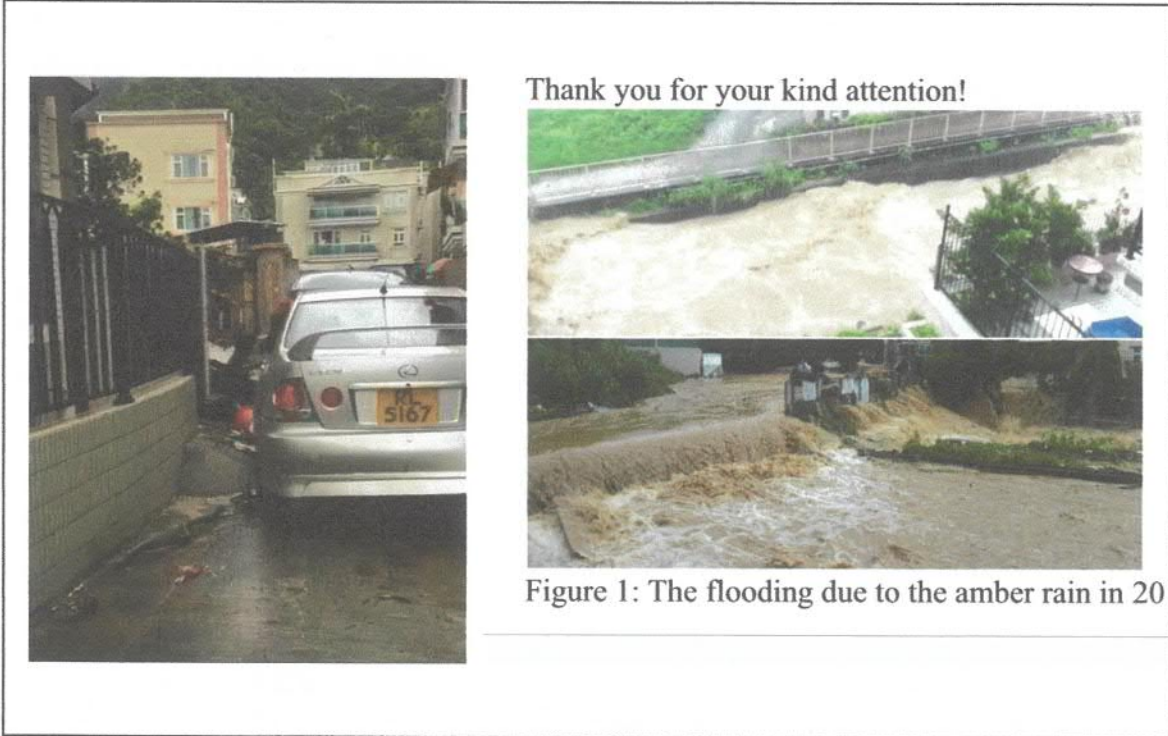 RL
5167
Thank you for your kind attention!
Figure 1: The flooding due to the amber rain in 20